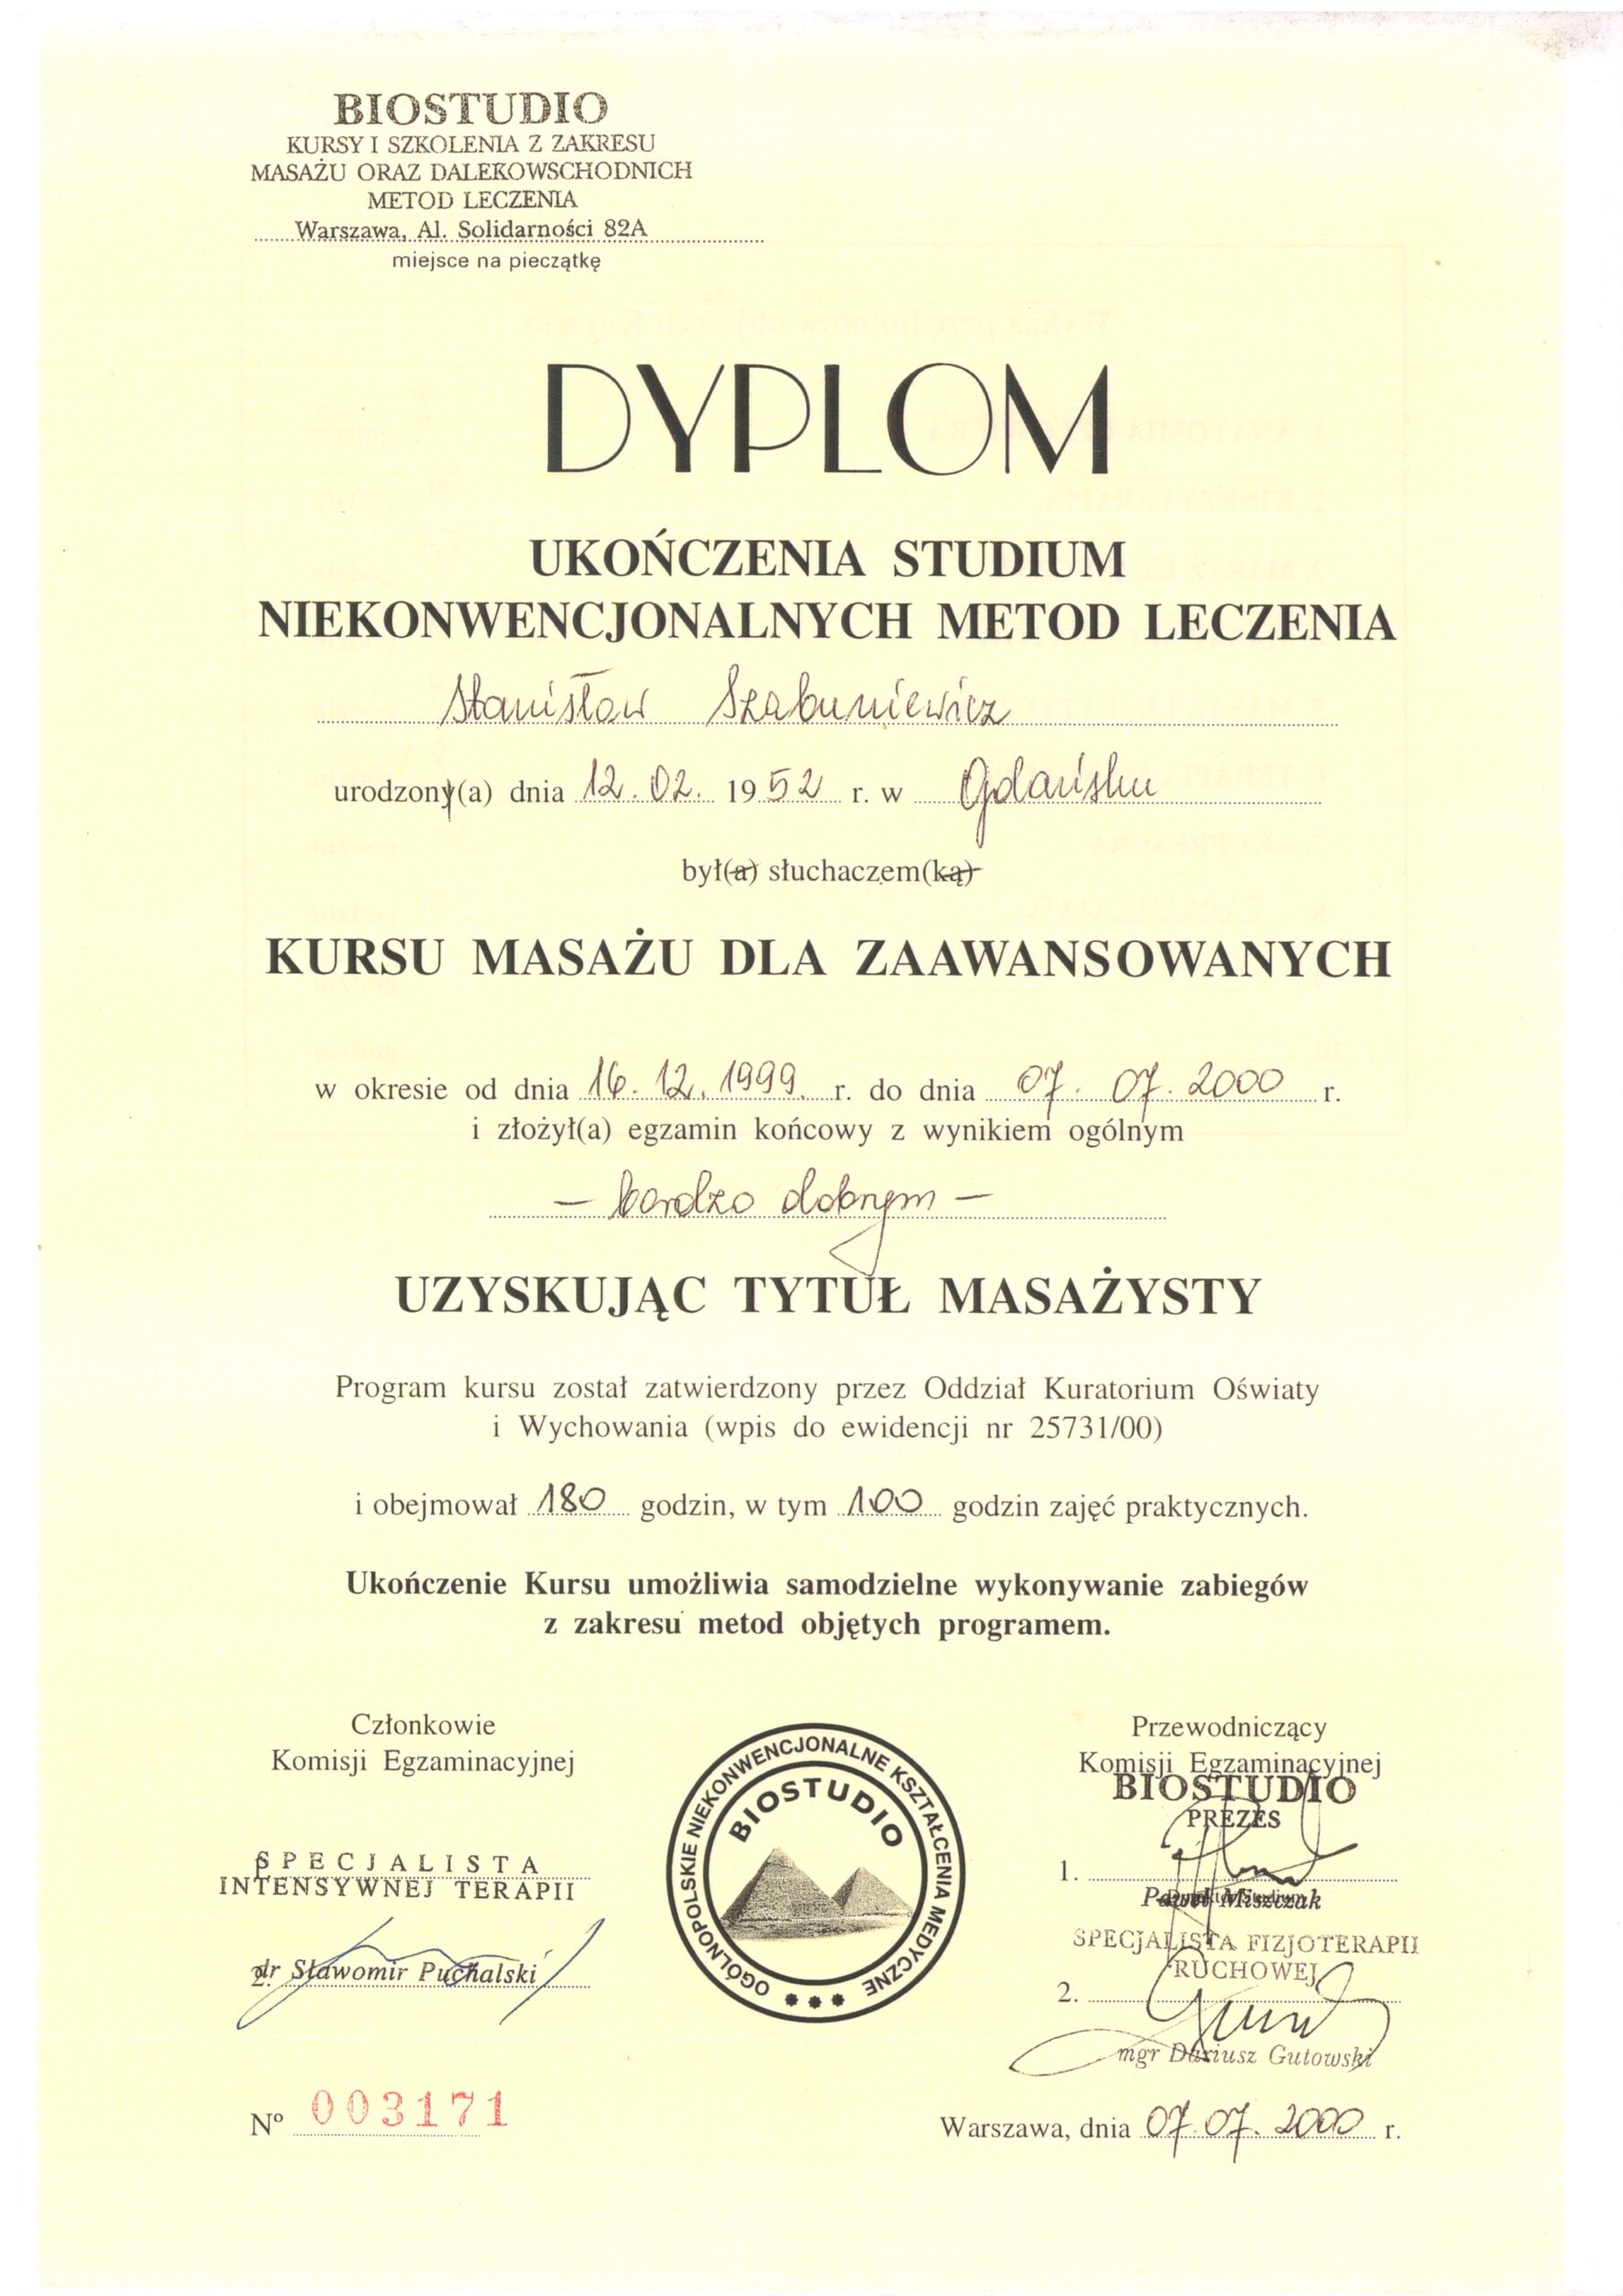 BIOSTUDIO
KURSY I SZKOLENIA Z ZAKRESU
MASAŻU ORAZ DALEKOWSCHODNICH
METOD LECZENIA
Warszawa, Al. Solidarności 82A
miejsce na pieczątkę
DYPLOM
UKOŃCZENIA STUDIUM
NIEKONWENCJONALNYCH METOD LECZENIA
Stanisław Szabuniewicz
urodzony(a) dnia 12.02. 1952 r. w Gdańsku
był(a) słuchaczem(ką)
KURSU MASAŻU DLA ZAAWANSOWANYCH
w okresie od dnia 16.12.1999. r. do dnia 07.07.2000 r.
i złożył(a) egzamin końcowy z wynikiem ogólnym
– bardzo dobrym –
UZYSKUJĄC TYTUŁ MASAŻYSTY
Program kursu został zatwierdzony przez Oddział Kuratorium Oświaty
i Wychowania (wpis do ewidencji nr 25731/00)
i obejmował 180 godzin, w tym 100 godzin zajęć praktycznych.
Ukończenie Kursu umożliwia samodzielne wykonywanie zabiegów
z zakresu metod objętych programem.
Członkowie
Komisji Egzaminacyjnej
SPECJALISTA
INTENSYWNEJ TERAPII
2. dr Sławomir Puchalski
OGÓLNOPOLSKIE NIEKONWENCJONALNE KSZTAŁCENIA MEDYCZNE
BIOSTUDIO
Przewodniczący
Komisji Egzaminacyjnej
BIOSTUDIO
PREZES
1.
Paweł Miszczak
SPECJALISTA FIZJOTERAPII
RUCHOWEJ
2.
mgr Dariusz Gutowski
Nº 003171
Warszawa, dnia 07.07.2000 r.